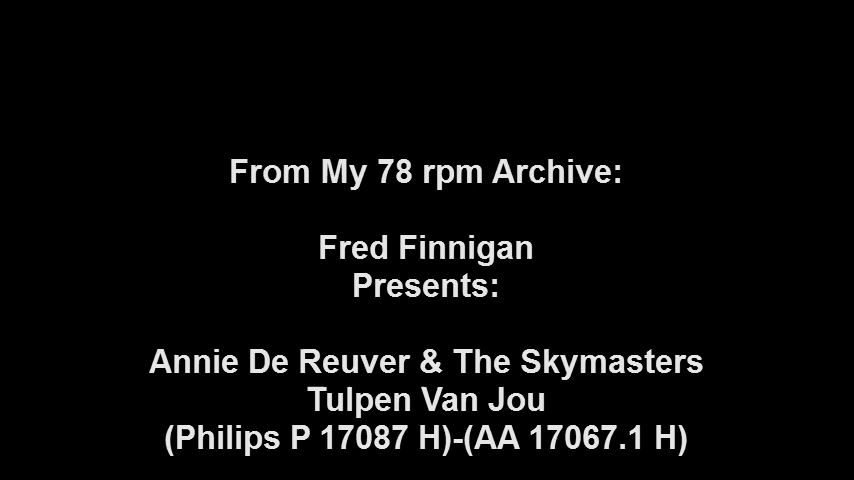 From My 78 rpm Archive:
Fred Finnigan
Presents:
Annie De Reuver & The Skymasters
Tulpen Van Jou
(Philips P 17087 H)-(AA 17067.1 H)